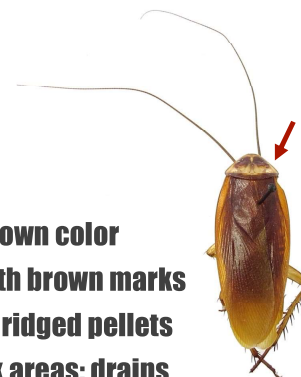 own color
th brown marks
ridged pellets
areas: drains